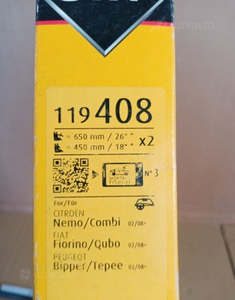 119 408
= 650 mm / 26" *
= 450 mm / 18" *
x2
N° 3
For/Für
CITROËN
Nemo/Combi 02/08>
FIAT
Fiorino/Qubo 02/08>
PEUGEOT
Bipper/Tepee 02/08>